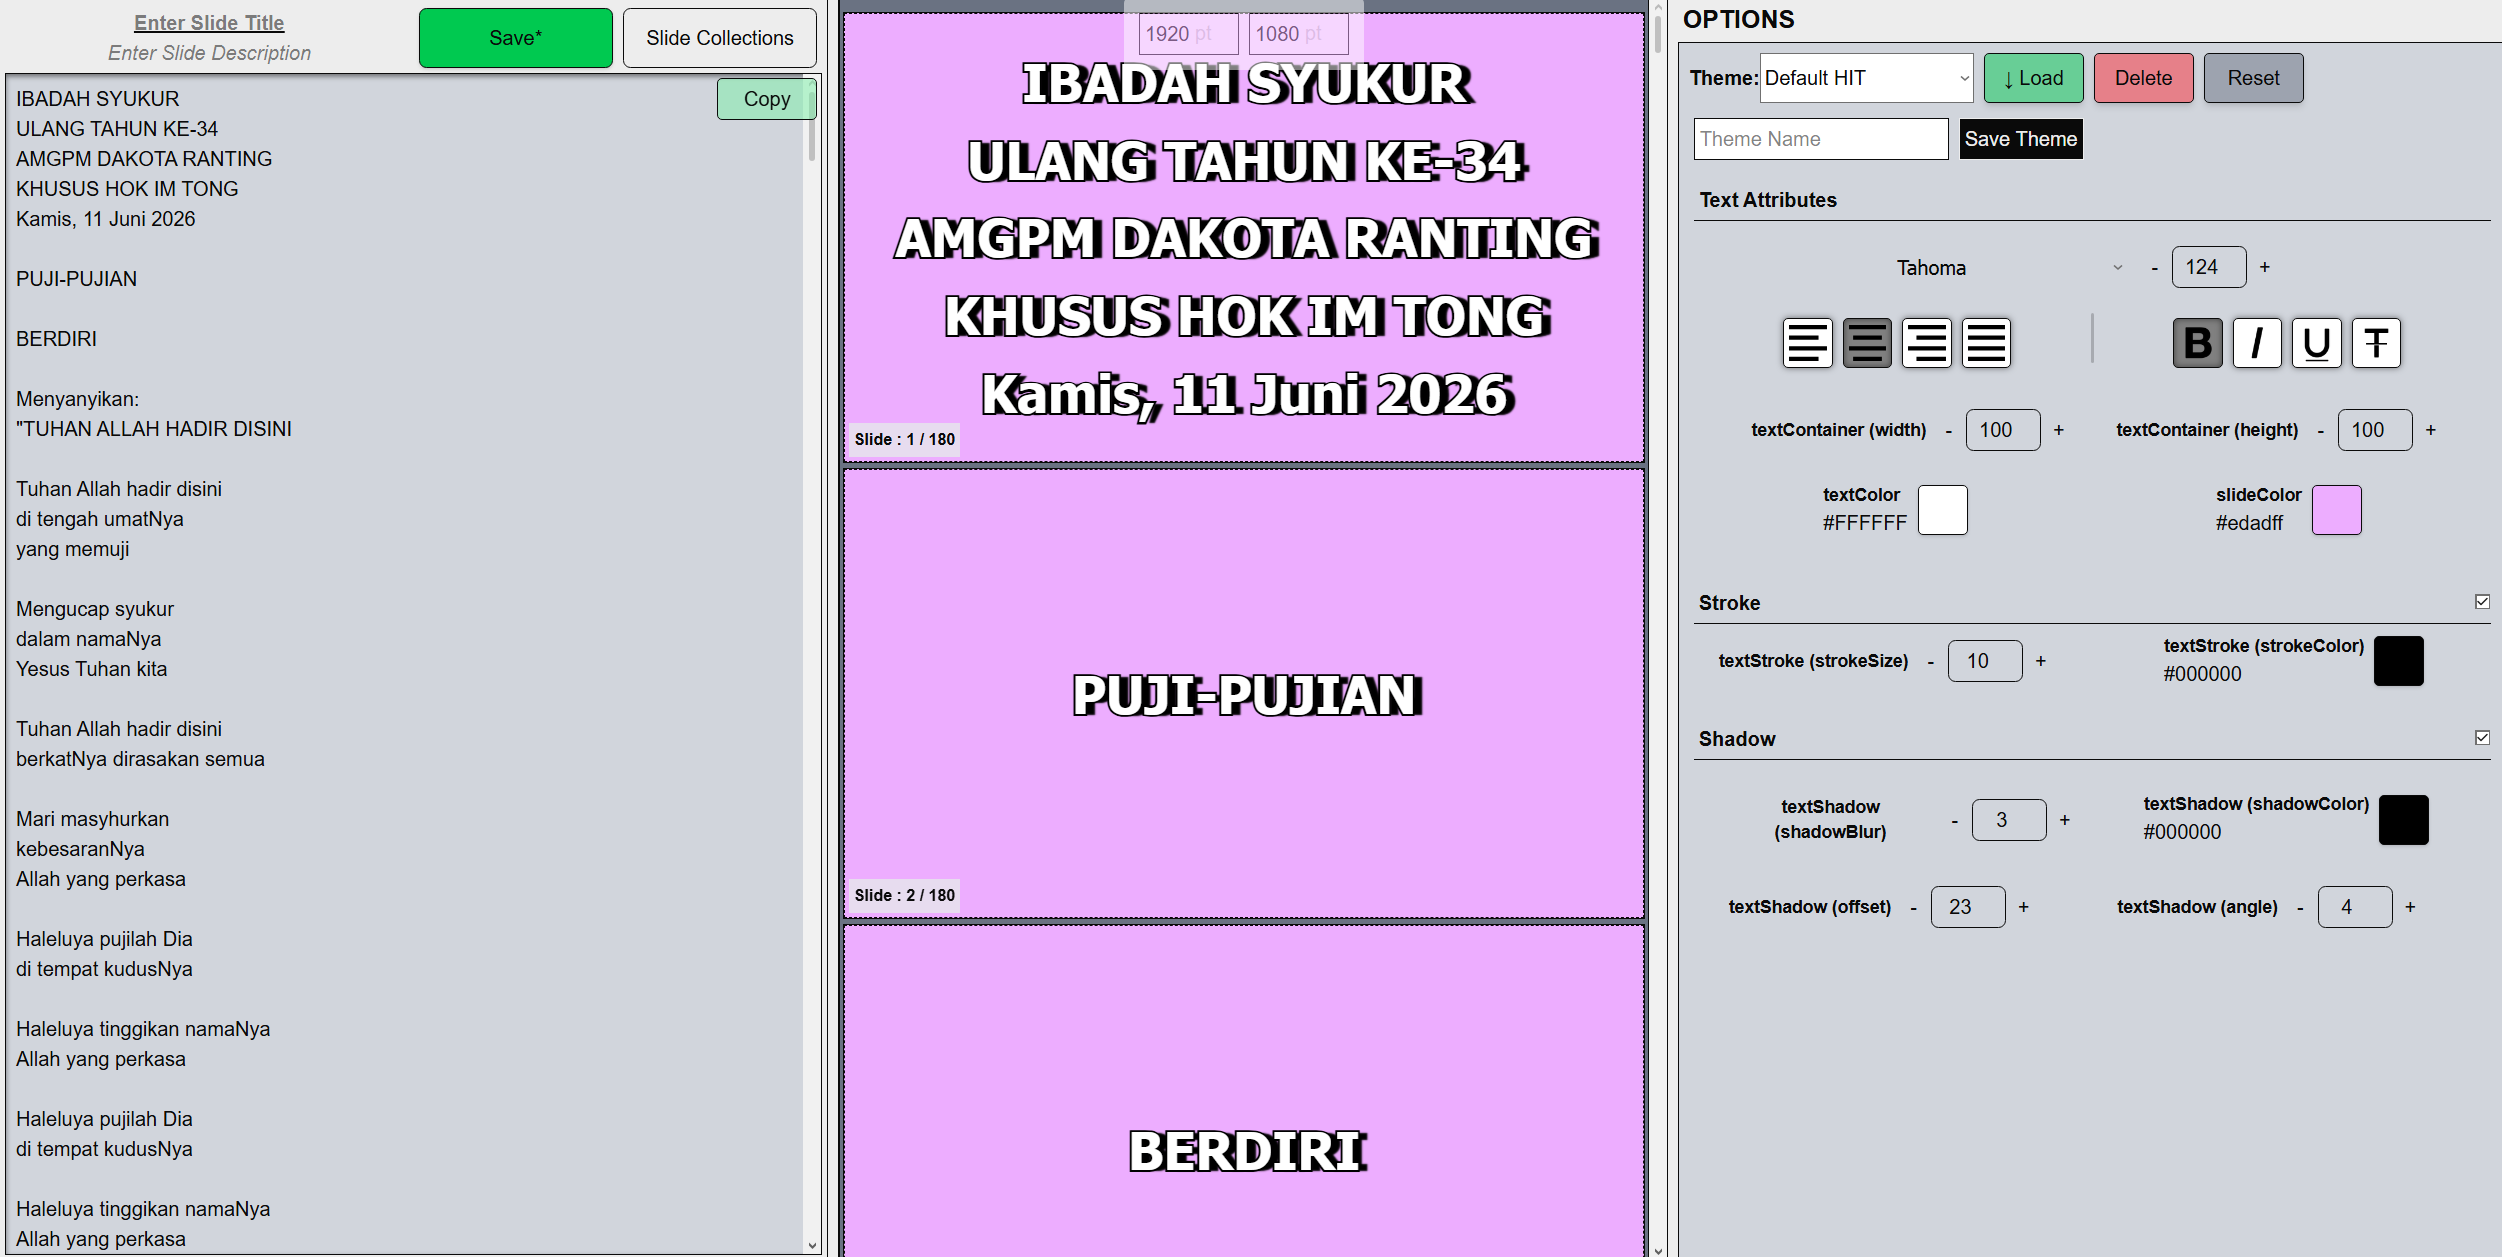 Enter Slide Title
Enter Slide Description
Save*
Slide Collections
Copy
IBADAH SYUKUR
ULANG TAHUN KE-34
AMGPM DAKOTA RANTING
KHUSUS HOK IM TONG
Kamis, 11 Juni 2026
PUJI-PUJIAN
BERDIRI
Menyanyikan:
"TUHAN ALLAH HADIR DISINI
Tuhan Allah hadir disini
di tengah umatNya
yang memuji
Mengucap syukur
dalam namaNya
Yesus Tuhan kita
Tuhan Allah hadir disini
berkatNya dirasakan semua
Mari masyhurkan
kebesaranNya
Allah yang perkasa
Haleluya pujilah Dia
di tempat kudusNya
Haleluya tinggikan namaNya
Allah yang perkasa
Haleluya pujilah Dia
di tempat kudusNya
Haleluya tinggikan namaNya
Allah yang perkasa
1920 pt 1080 pt
IBADAH SYUKUR
ULANG TAHUN KE-34
AMGPM DAKOTA RANTING
KHUSUS HOK IM TONG
Kamis, 11 Juni 2026
Slide : 1 / 180
PUJI-PUJIAN
Slide : 2 / 180
BERDIRI
OPTIONS
Theme: Default HIT ↓ Load Delete Reset
Theme Name Save Theme
Text Attributes
Tahoma - 124 +
B I U T
textContainer (width) - 100 + textContainer (height) - 100 +
textColor
#FFFFFF
slideColor
#edadff
Stroke
textStroke (strokeSize) - 10 +
textStroke (strokeColor)
#000000
Shadow
textShadow
(shadowBlur) - 3 +
textShadow (shadowColor)
#000000
textShadow (offset) - 23 + textShadow (angle) - 4 +